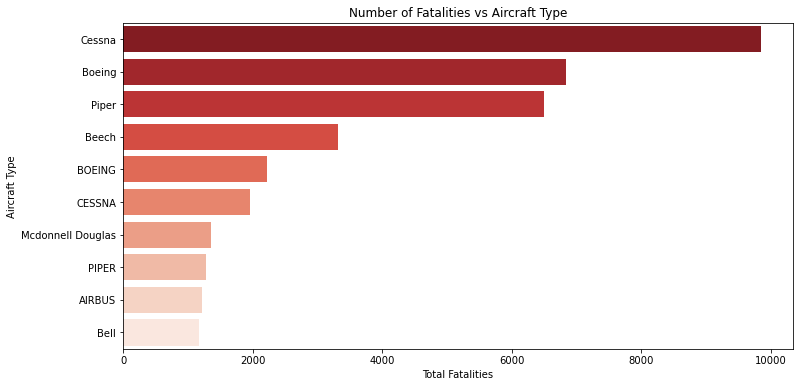 Number of Fatalities vs Aircraft Type
Aircraft Type
Cessna
Boeing
Piper
Beech
BOEING
CESSNA
Mcdonnell Douglas
PIPER
AIRBUS
Bell
0 2000 4000 6000 8000 10000
Total Fatalities